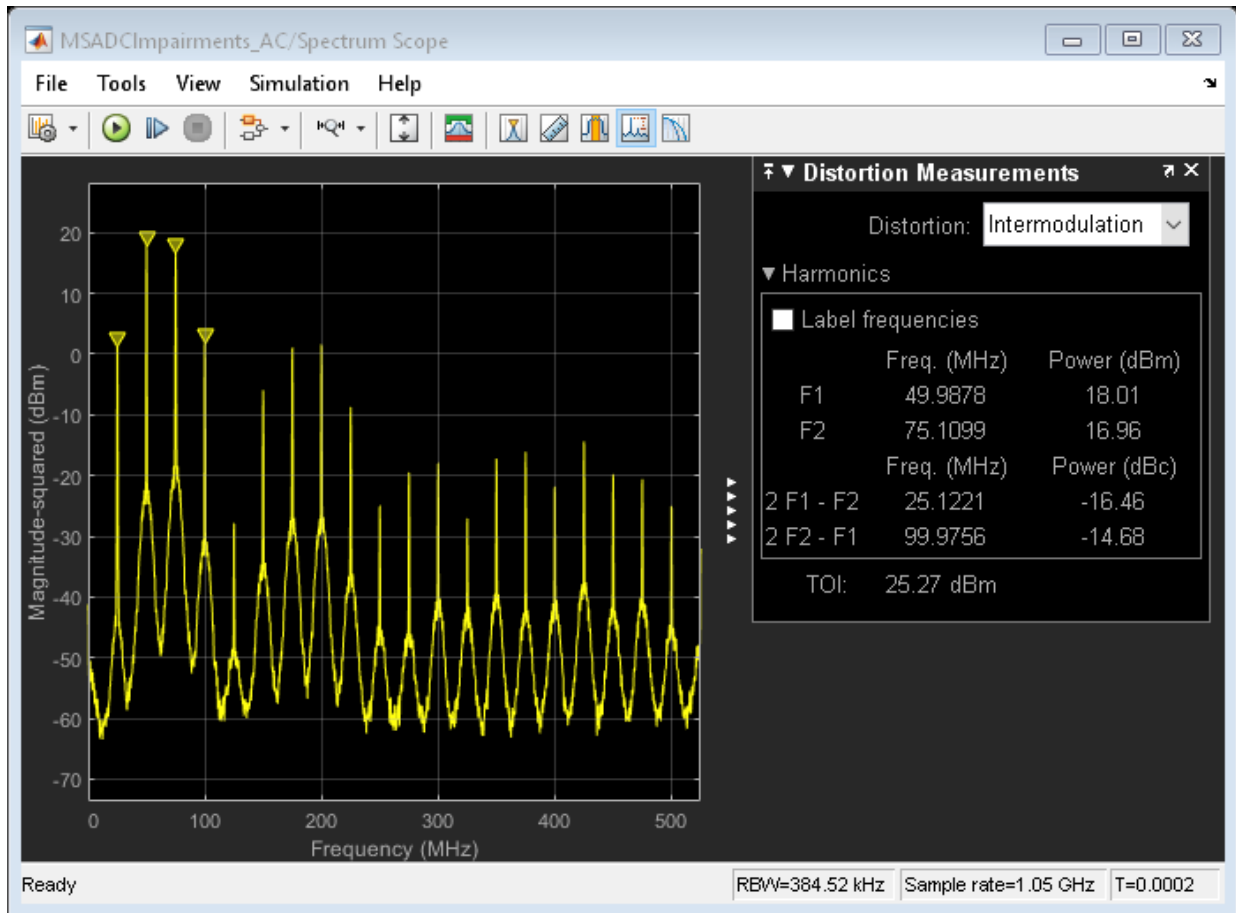 MSADCImpairments_AC/Spectrum Scope
File Tools View Simulation Help
Distortion Measurements
Distortion: Intermodulation
Harmonics
Label frequencies
Freq. (MHz) Power (dBm)
F1 49.9878 18.01
F2 75.1099 16.96
Freq. (MHz) Power (dBc)
2 F1 - F2 25.1221 -16.46
2 F2 - F1 99.9756 -14.68
TOI: 25.27 dBm
Magnitude-squared (dBm)
20
10
0
-10
-20
-30
-40
-50
-60
-70
0 100 200 300 400 500
Frequency (MHz)
Ready RBW=384.52 kHz Sample rate=1.05 GHz T=0.0002